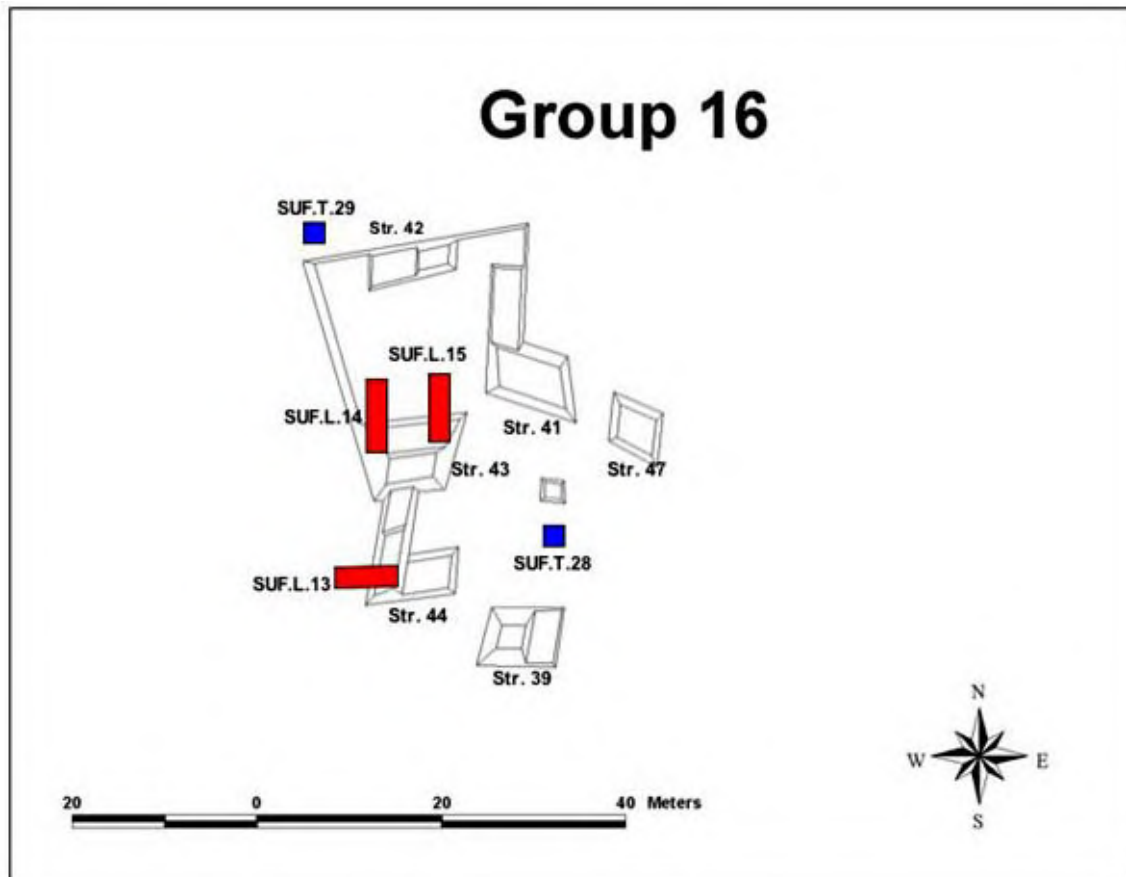 Group 16
SUF.T.29
Str. 42
SUF.L.15
SUF.L.14
Str. 41
Str. 43
Str. 47
SUF.T.28
SUF.L.13
Str. 44
Str. 39
N
W E
S
20 0 20 40 Meters